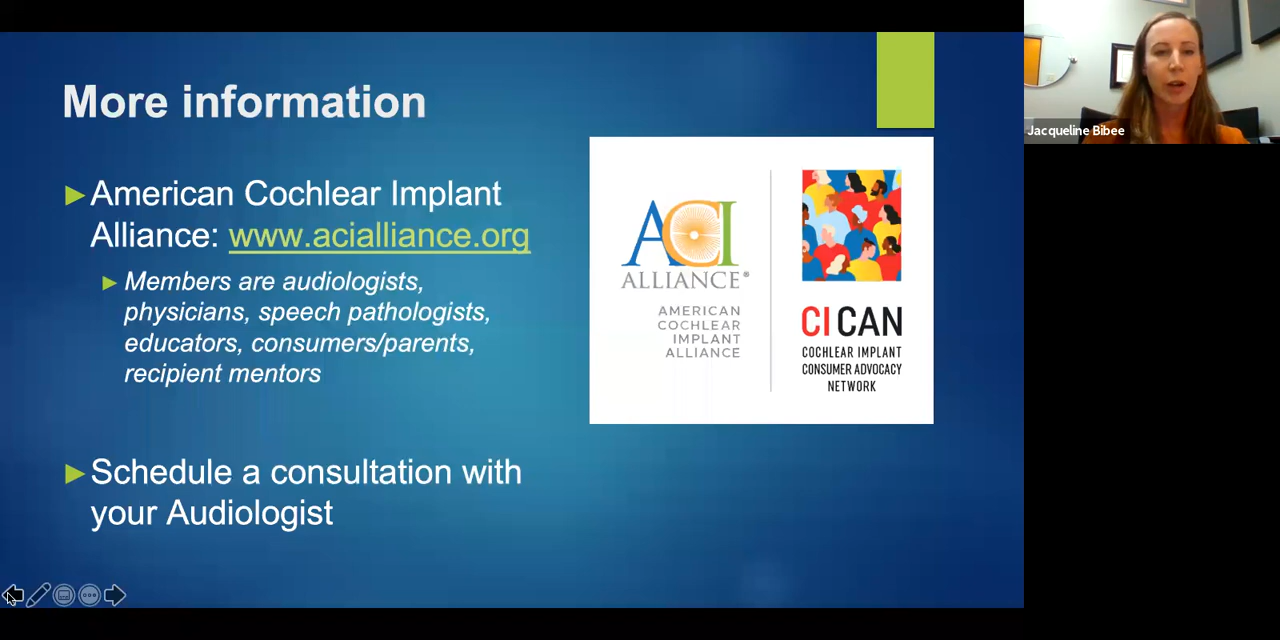 More information
American Cochlear Implant
Alliance: www.acialliance.org
Members are audiologists,
physicians, speech pathologists,
educators, consumers/parents,
recipient mentors
Schedule a consultation with
your Audiologist
ACI
ALLIANCE®
AMERICAN
COCHLEAR
IMPLANT
ALLIANCE
CI CAN
COCHLEAR IMPLANT
CONSUMER ADVOCACY
NETWORK
Jacqueline Bibee